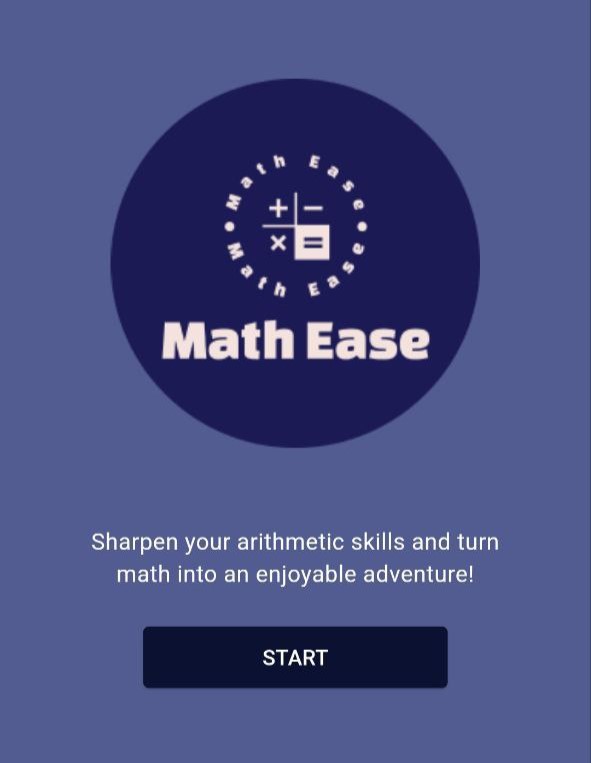 Math Ease
+ -
× =
Math Ease
Math Ease
Sharpen your arithmetic skills and turn
math into an enjoyable adventure!
START